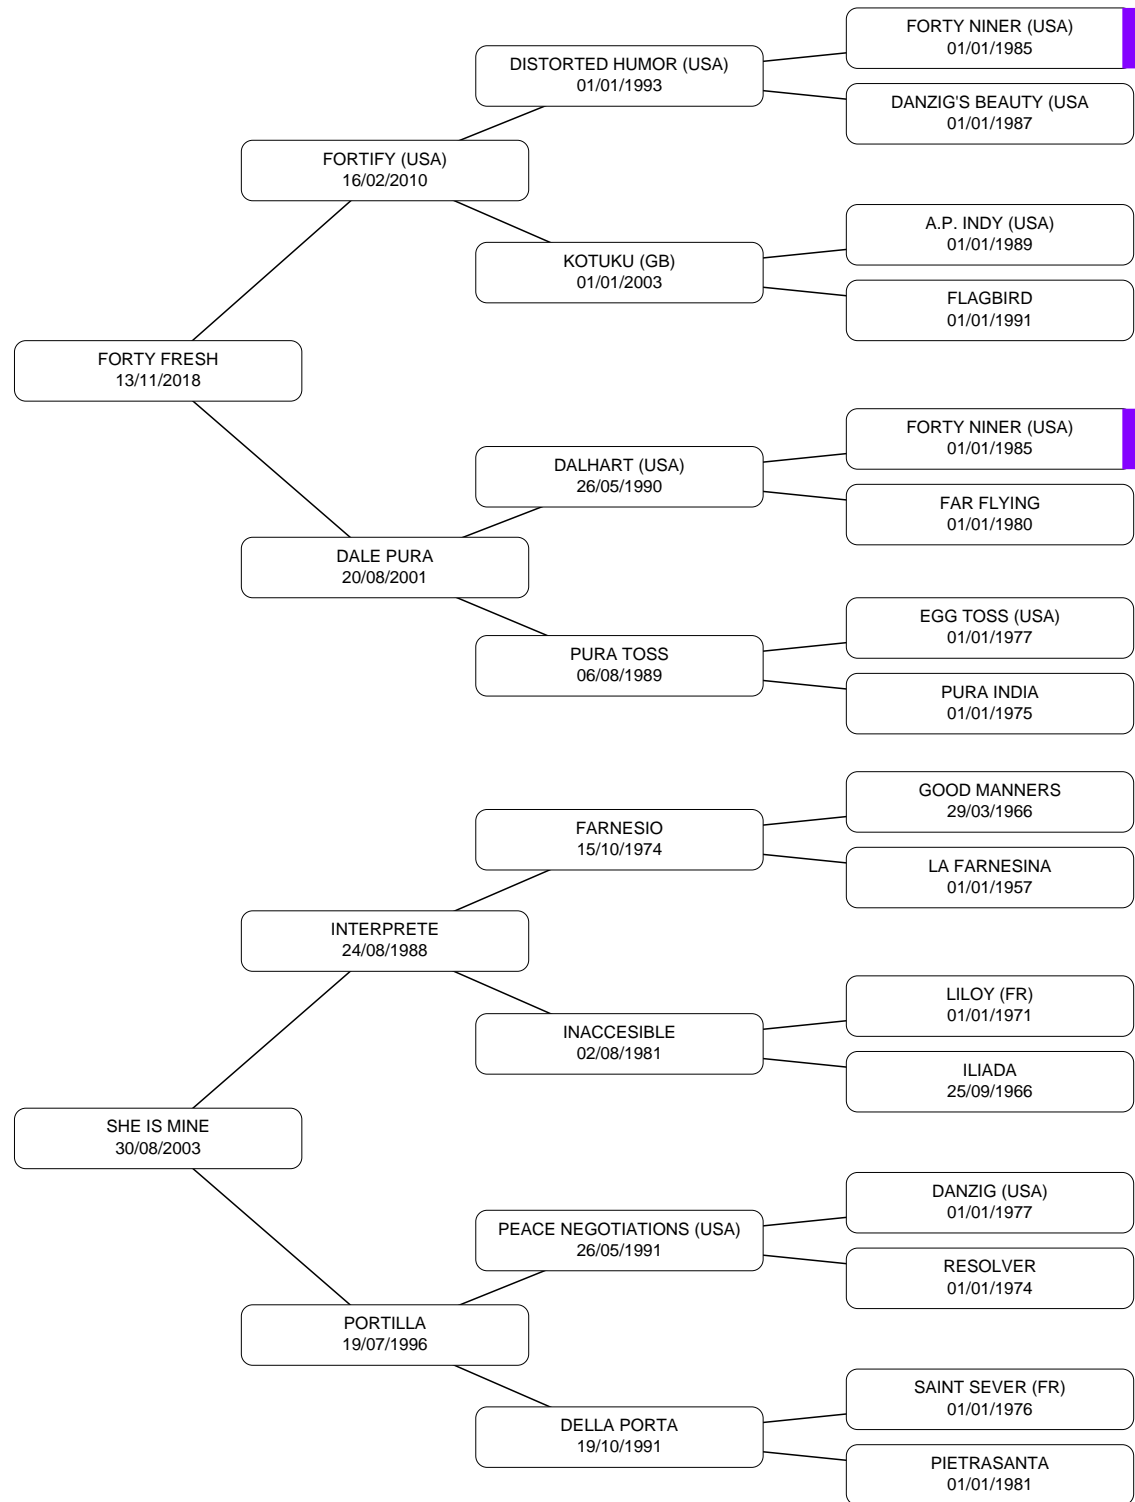 FORTY NINER (USA)
01/01/1985
DISTORTED HUMOR (USA)
01/01/1993
DANZIG'S BEAUTY (USA
01/01/1987
FORTIFY (USA)
16/02/2010
A.P. INDY (USA)
01/01/1989
KOTUKU (GB)
01/01/2003
FLAGBIRD
01/01/1991
FORTY FRESH
13/11/2018
FORTY NINER (USA)
01/01/1985
DALHART (USA)
26/05/1990
FAR FLYING
01/01/1980
DALE PURA
20/08/2001
EGG TOSS (USA)
01/01/1977
PURA TOSS
06/08/1989
PURA INDIA
01/01/1975
GOOD MANNERS
29/03/1966
FARNESIO
15/10/1974
LA FARNESINA
01/01/1957
INTERPRETE
24/08/1988
LILOY (FR)
01/01/1971
INACCESIBLE
02/08/1981
ILIADA
25/09/1966
SHE IS MINE
30/08/2003
DANZIG (USA)
01/01/1977
PEACE NEGOTIATIONS (USA)
26/05/1991
RESOLVER
01/01/1974
PORTILLA
19/07/1996
SAINT SEVER (FR)
01/01/1976
DELLA PORTA
19/10/1991
PIETRASANTA
01/01/1981